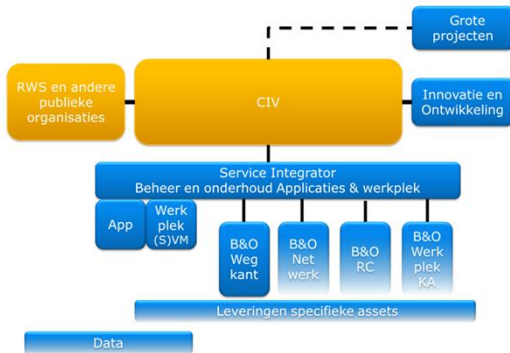 Grote
projecten
RWS en andere
publieke
organisaties
CIV
Innovatie en
Ontwikkeling
Service Integrator
Beheer en onderhoud Applicaties & werkplek
App
Werk
plek
(S)VM
B&O
Weg
kant
B&O
Net
werk
B&O
RC
B&O
Werk
plek
KA
Leveringen specifieke assets
Data